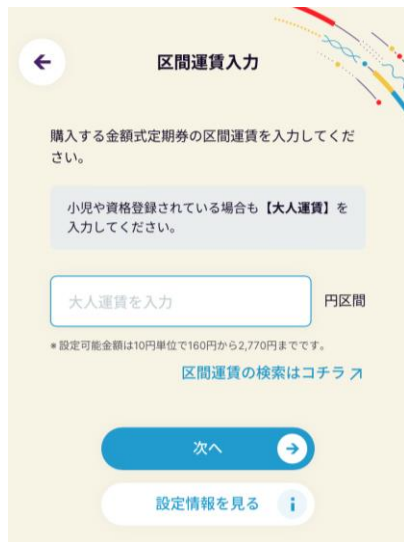 区間運賃入力
購入する金額式定期券の区間運賃を入力してくだ
さい。
小児や資格登録されている場合も【大人運賃】を
入力してください。
大人運賃を入力
円区間
※設定可能金額は10円単位で160円から2,770円までです。
区間運賃の検索はコチラ
次へ
設定情報を見る